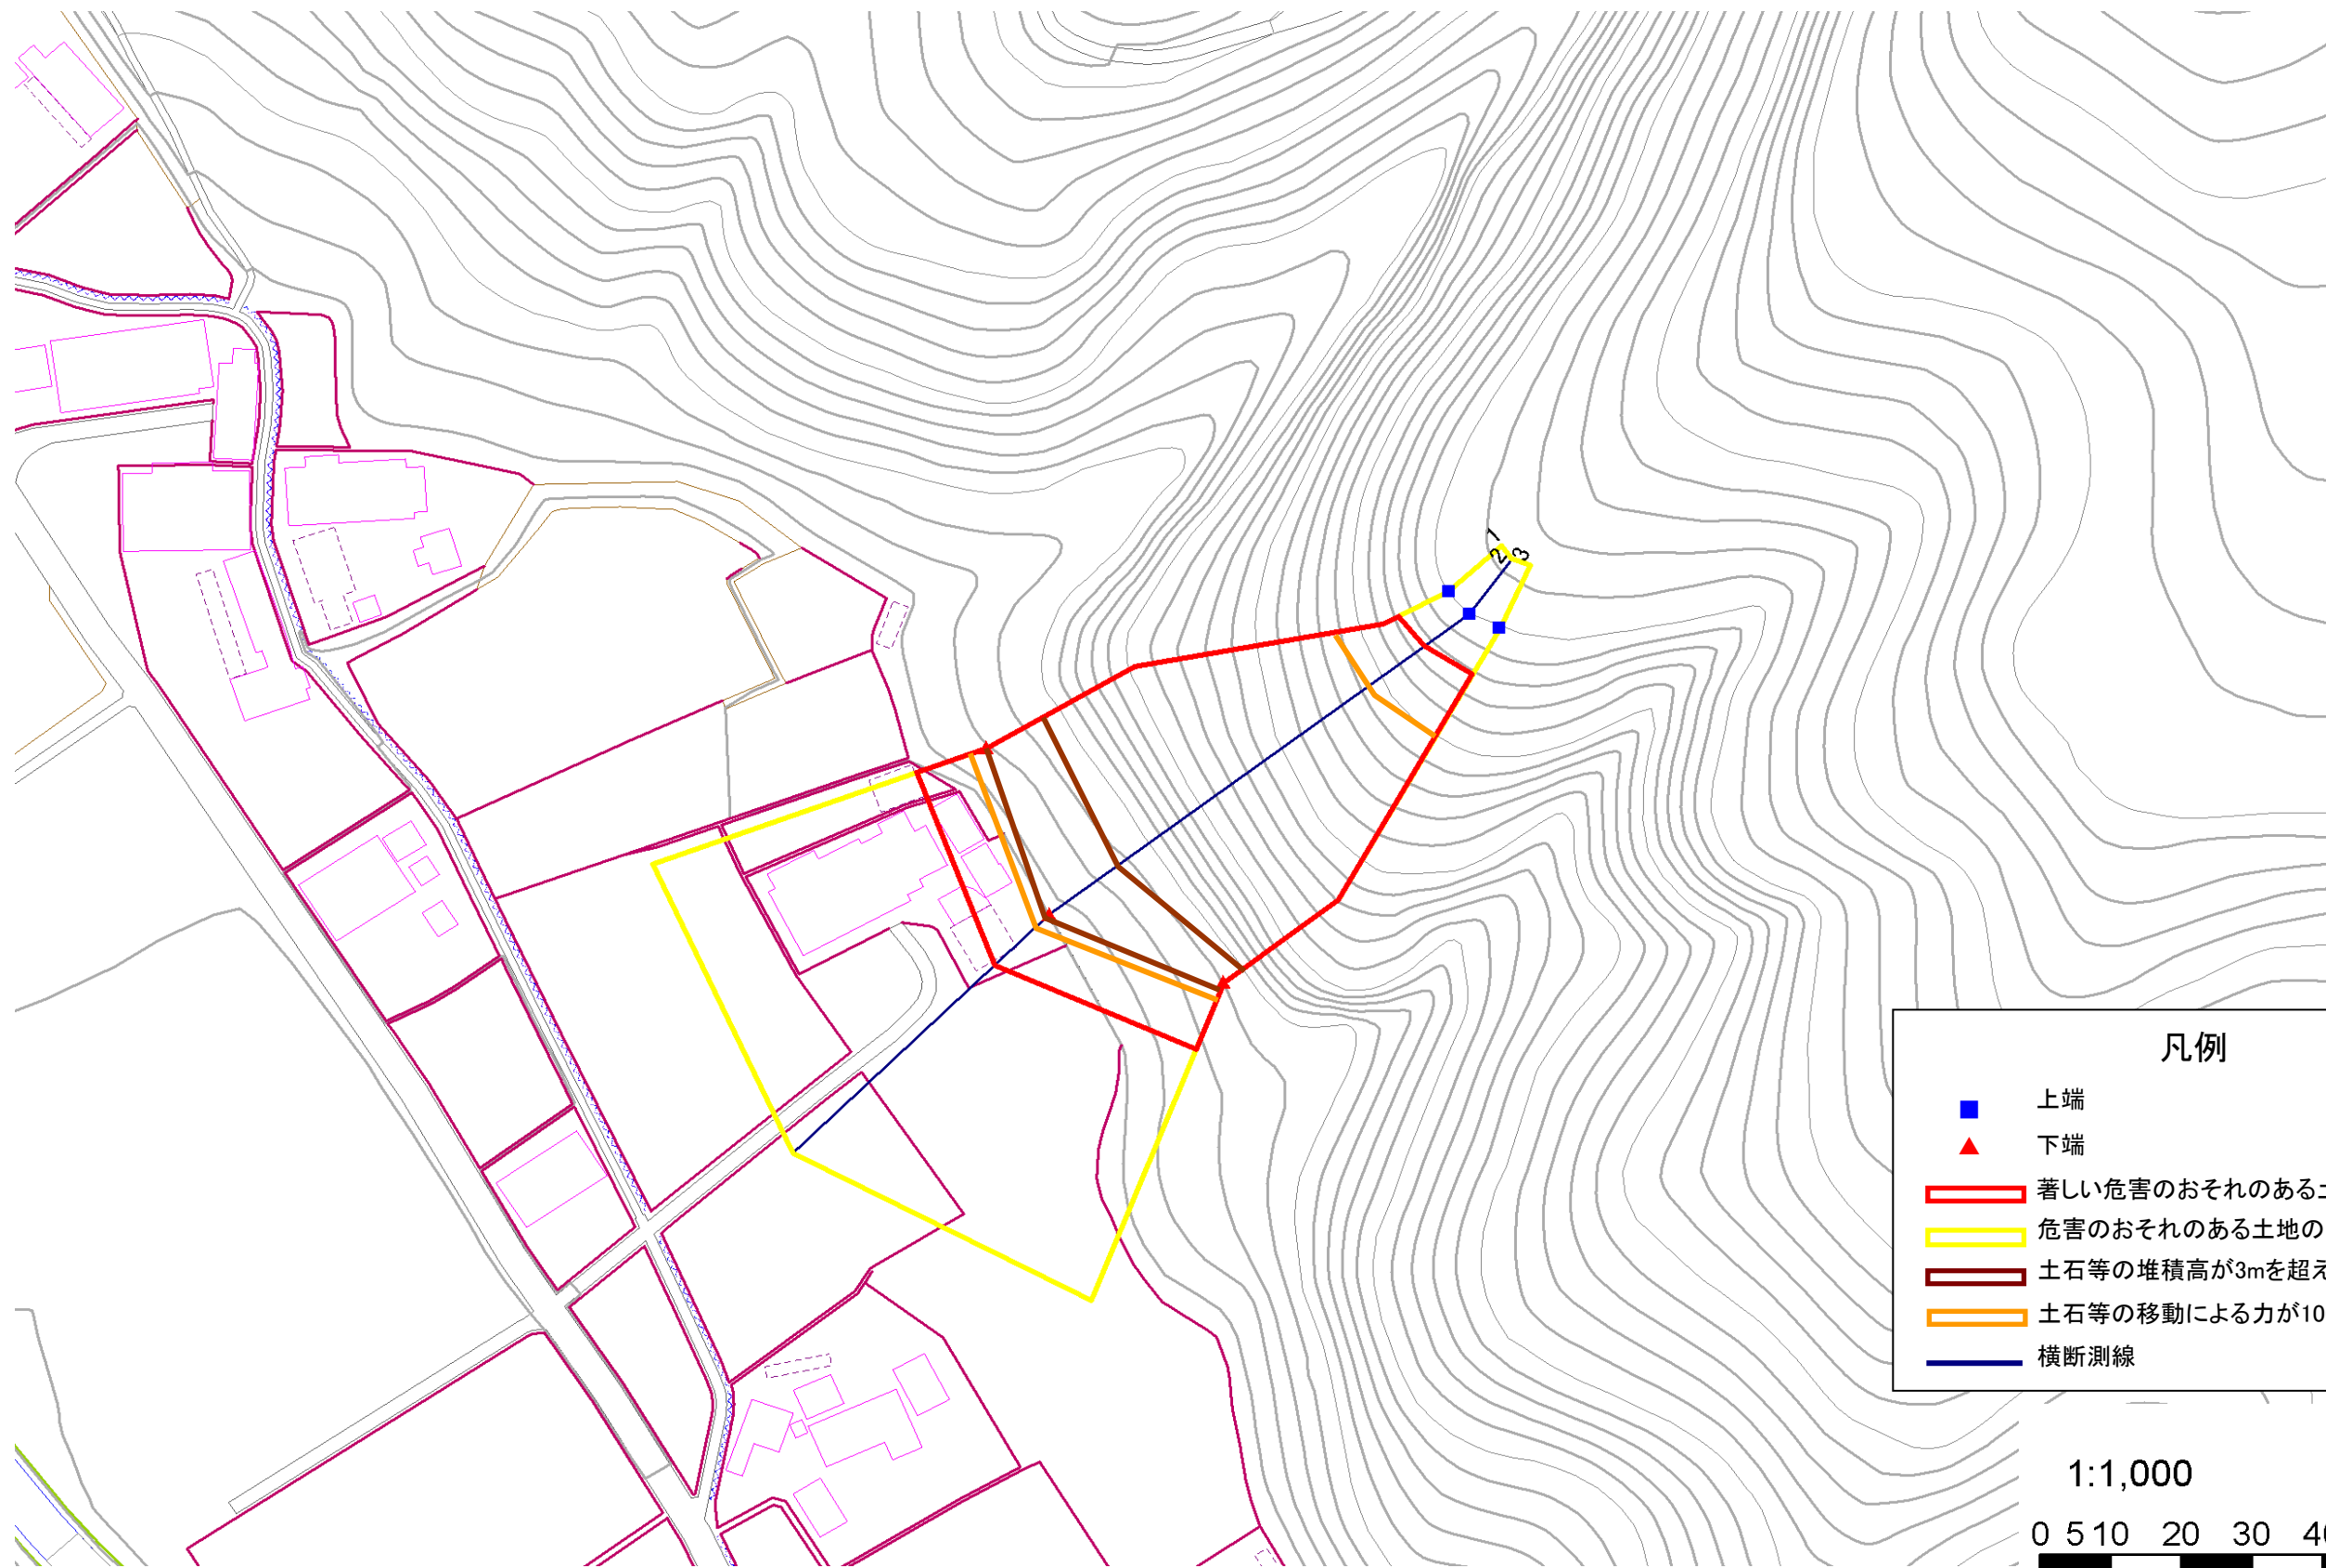 1
2
3
凡例
上端
下端
著しい危害のおそれのある
危害のおそれのある土地の
土石等の堆積高が3mを超え
土石等の移動による力が10
横断測線
1:1,000
0 5 10 20 30